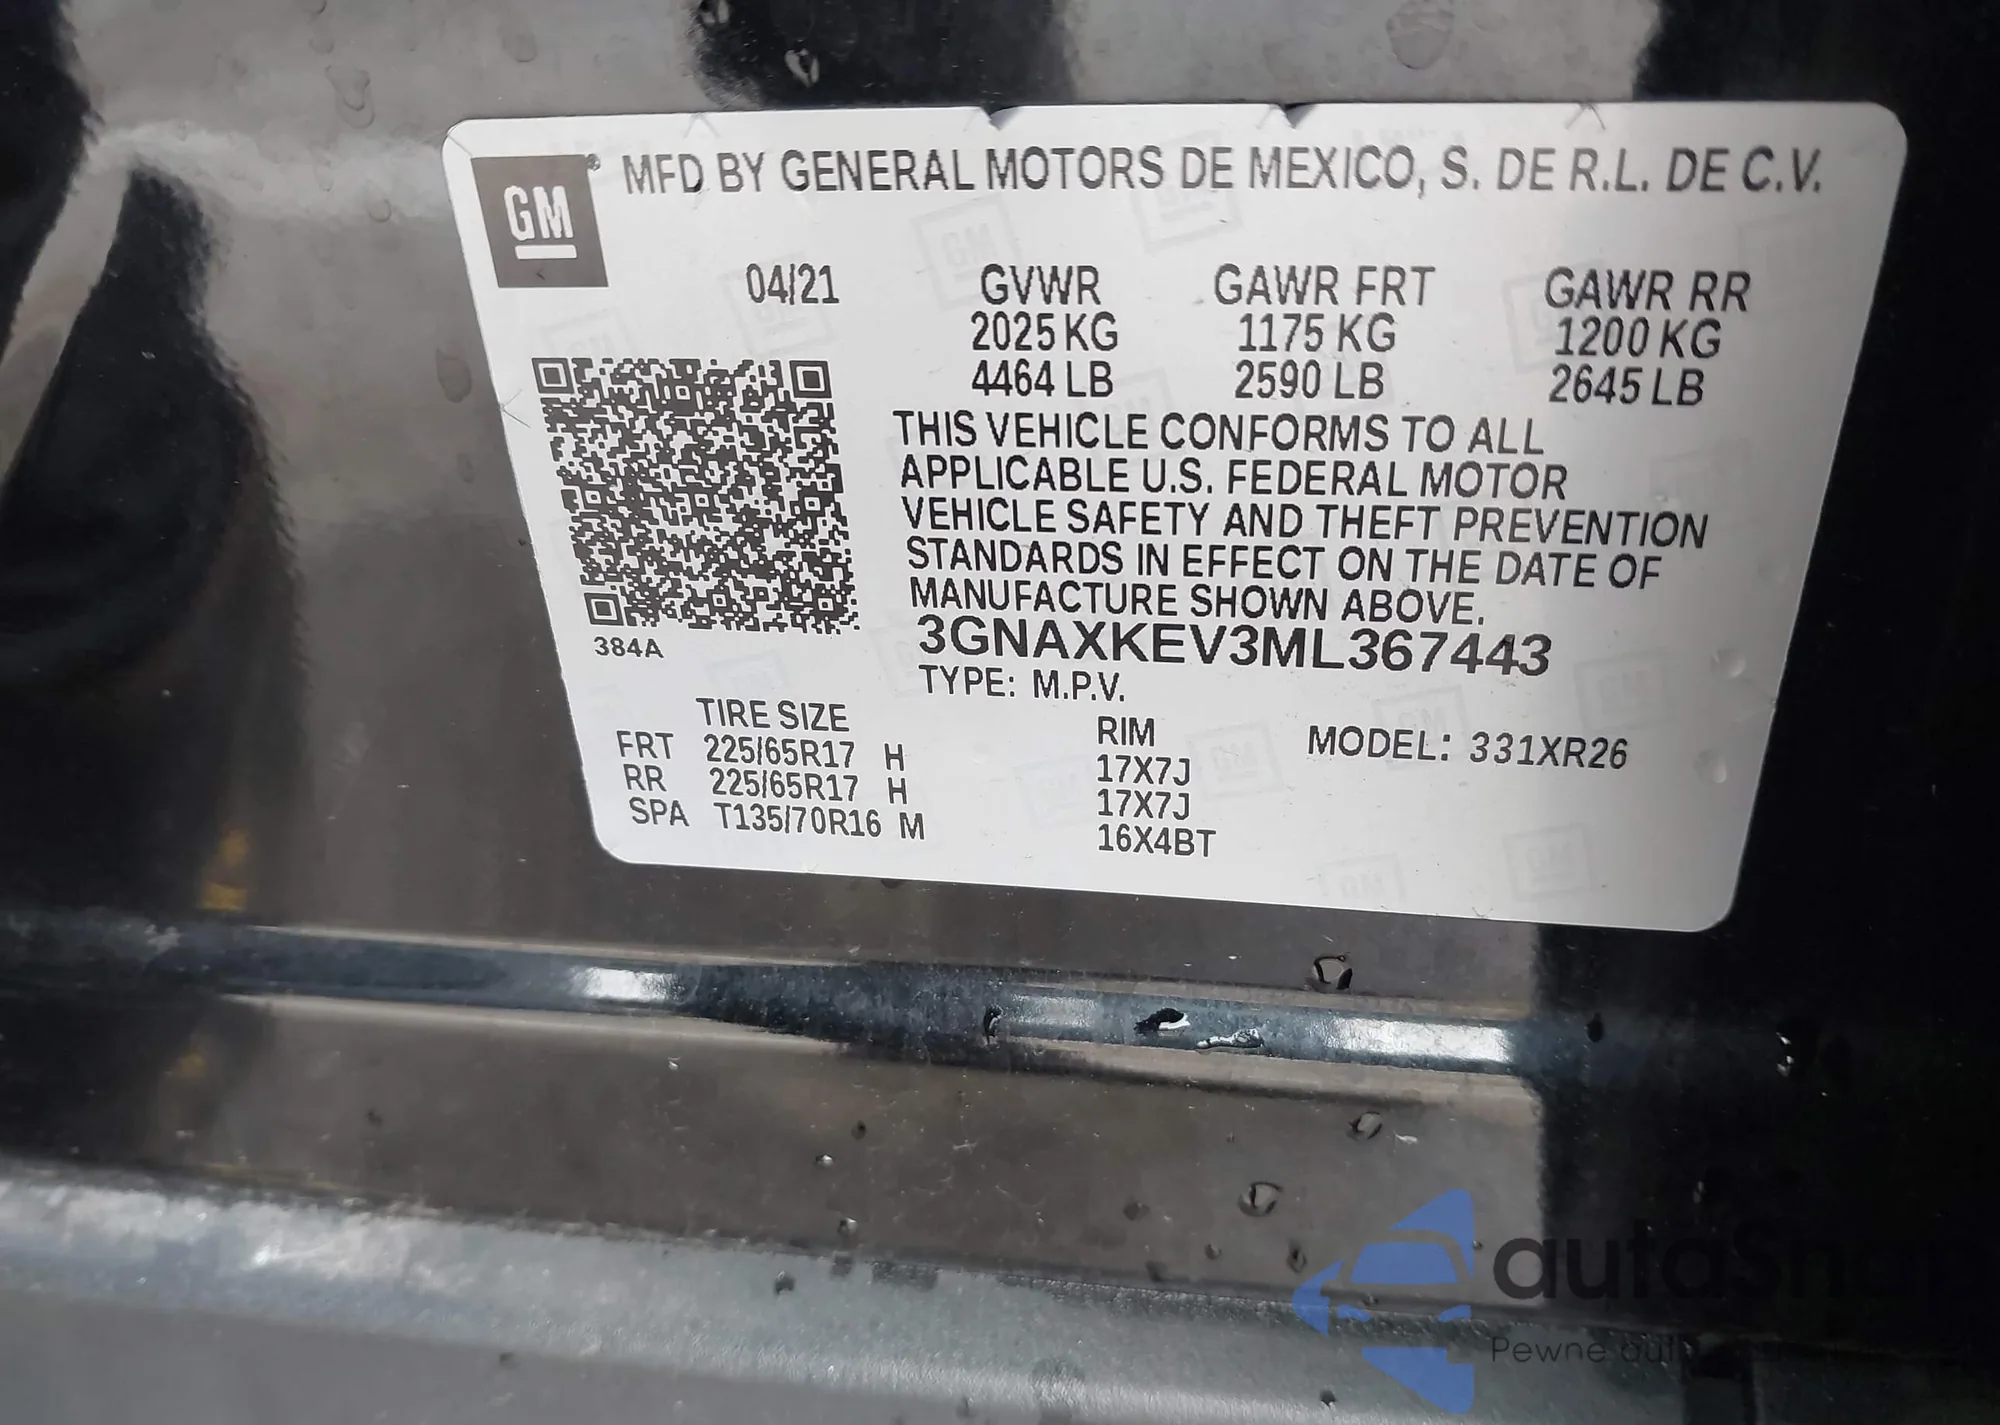 GM ® MFD BY GENERAL MOTORS DE MEXICO, S. DE R.L. DE C.V.
04/21 GVWR GAWR FRT GAWR RR
2025 KG 1175 KG 1200 KG
4464 LB 2590 LB 2645 LB
THIS VEHICLE CONFORMS TO ALL
APPLICABLE U.S. FEDERAL MOTOR
VEHICLE SAFETY AND THEFT PREVENTION
STANDARDS IN EFFECT ON THE DATE OF
MANUFACTURE SHOWN ABOVE.
3GNAXKEV3ML367443
384A
TYPE: M.P.V.
TIRE SIZE RIM MODEL: 331XR26
FRT 225/65R17 H 17X7J
RR 225/65R17 H 17X7J
SPA T135/70R16 M 16X4BT
autaSnap
Pewne